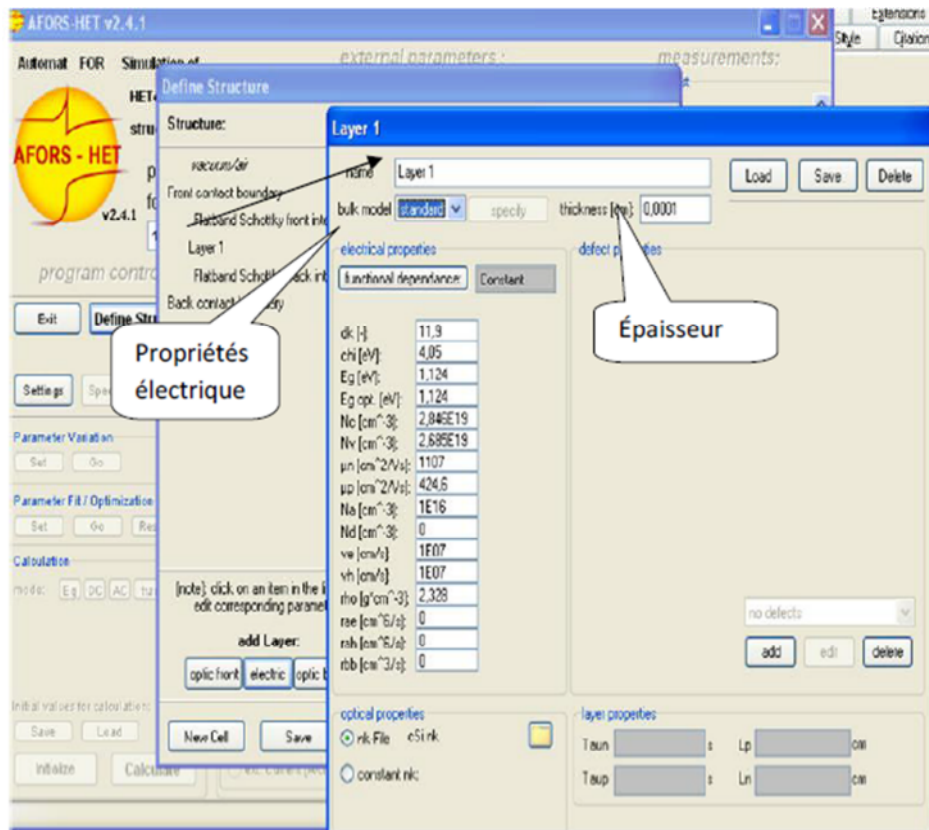 AFORS-HET v2.4.1
Extensions
Style
Citation
Automat FOR Simulation of
external parameters :
measurements:
HET
stru
AFORS - HET
v2.4.1
program contro
Exit
Define Stru
Settings
Parameter Variation
Set
Go
Parameter Fit / Optimization
Set
Go
Res
Calculation
mode:
Eg
DC
AC
Initial values for calculation:
Save
Load
Initialize
Calculate
Define Structure
Structure:
vacuum/air
Front contact boundary
Flatband Schottky front inte
Layer 1
Flatband Schottky back int
Back contact boundary
[note]: click on an item in the li
edit corresponding paramet
add Layer:
optic front
electric
optic b
New Cell
Save
Layer 1
name
Layer 1
Load
Save
Delete
bulk model
standard
specify
thickness [cm]:
0,0001
electrical properties
defect properties
functional dependance:
Constant
dk [-]: 11,9
chi [eV]: 4,05
Eg [eV]: 1,124
Eg opt. [eV]: 1,124
Nc [cm^-3]: 2,846E19
Nv [cm^-3]: 2,685E19
µn [cm^2/Vs]: 1107
µp [cm^2/Vs]: 424,6
Na [cm^-3]: 1E16
Nd [cm^-3]: 0
ve [cm/s]: 1E07
vh [cm/s]: 1E07
rho [g*cm^-3]: 2,328
rae [cm^6/s]: 0
rah [cm^6/s]: 0
rbb [cm^3/s]: 0
Propriétés
électrique
Épaisseur
no defects
add
edit
delete
optical properties
nk File
cSi.nk
constant nk:
layer properties
Taun
s
Lp
cm
Taup
s
Ln
cm